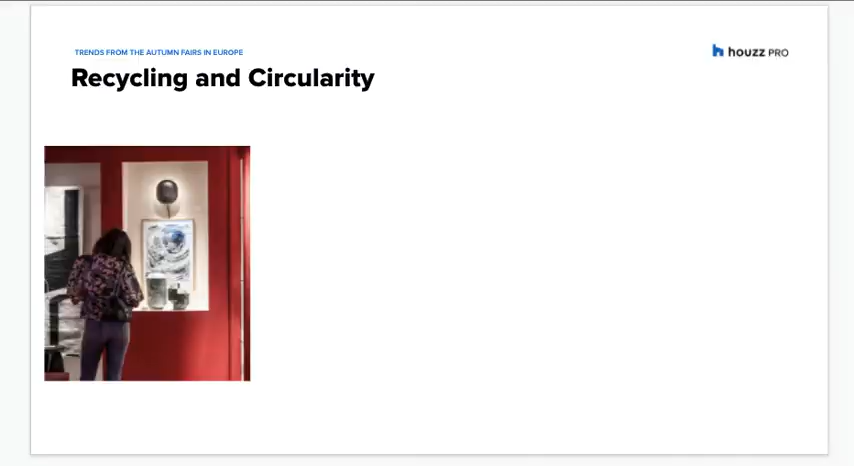 TRENDS FROM THE AUTUMN FAIRS IN EUROPE
houzz PRO
Recycling and Circularity